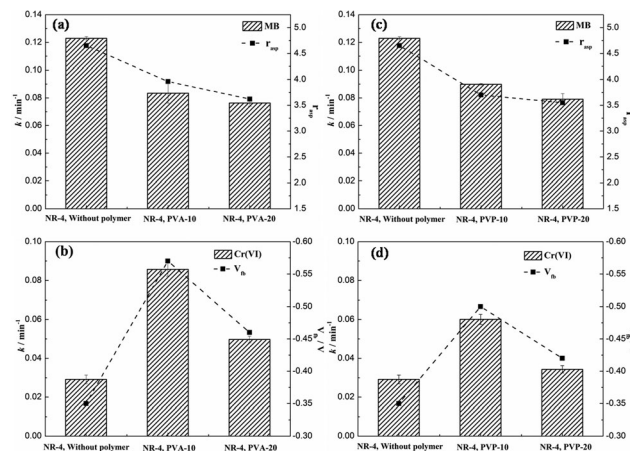 (a)
MB
r_asp
k / min⁻¹
0.14
0.12
0.10
0.08
0.06
0.04
0.02
0.00
5.0
4.5
4.0
3.5
3.0
2.5
2.0
1.5
r_asp
NR-4, Without polymer
NR-4, PVA-10
NR-4, PVA-20
(c)
MB
r_asp
k / min⁻¹
0.14
0.12
0.10
0.08
0.06
0.04
0.02
0.00
5.0
4.5
4.0
3.5
3.0
2.5
2.0
1.5
r_asp
NR-4, Without polymer
NR-4, PVP-10
NR-4, PVP-20
(b)
Cr(VI)
V_fb
k / min⁻¹
0.10
0.08
0.06
0.04
0.02
0.00
-0.60
-0.55
-0.50
-0.45
-0.40
-0.35
-0.30
V_fb / V
NR-4, Without polymer
NR-4, PVA-10
NR-4, PVA-20
(d)
Cr(VI)
V_fb
k / min⁻¹
0.10
0.08
0.06
0.04
0.02
0.00
-0.60
-0.55
-0.50
-0.45
-0.40
-0.35
-0.30
NR-4, Without polymer
NR-4, PVP-10
NR-4, PVP-20